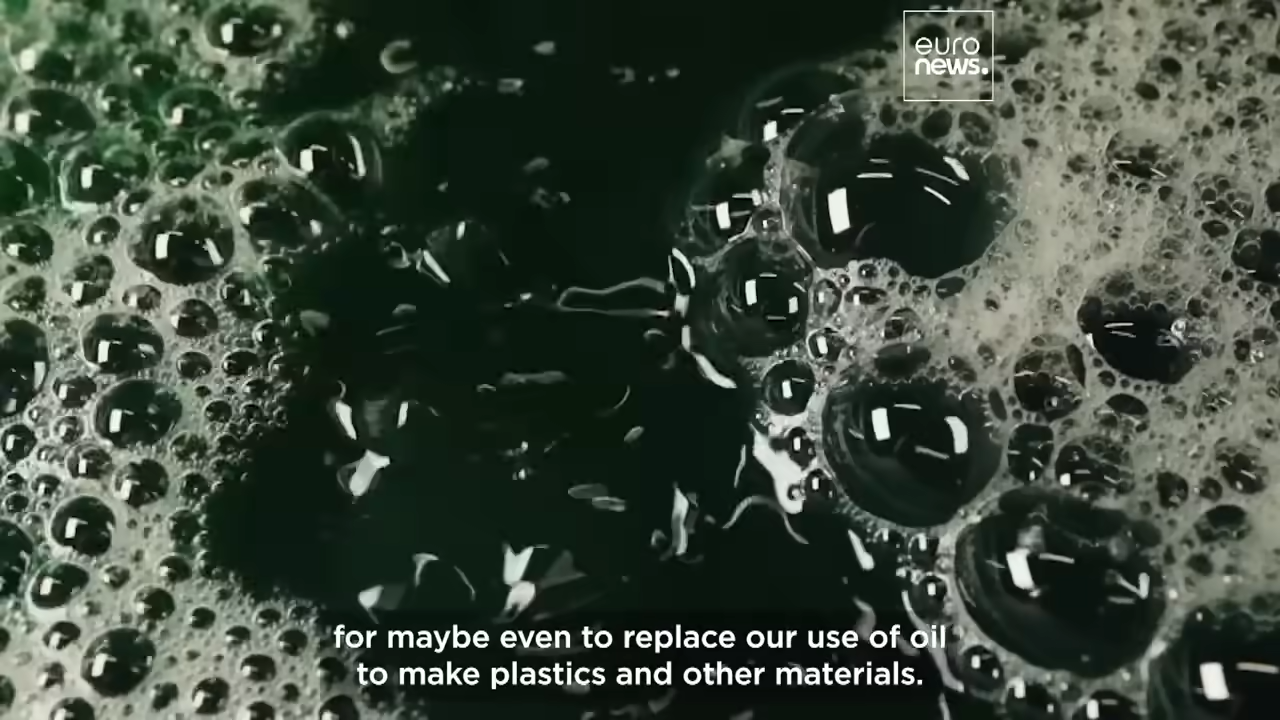 euro
news.
for maybe even to replace our use of oil
to make plastics and other materials.